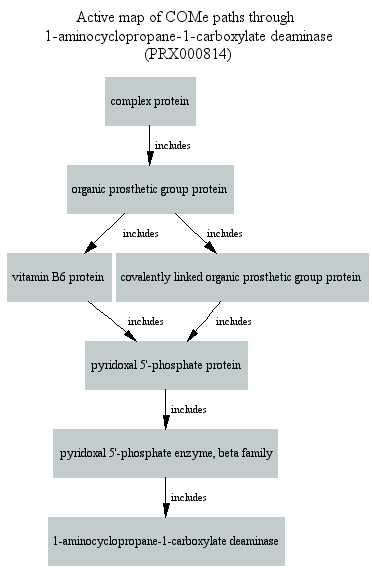 Active map of COMe paths through
1-aminocyclopropane-1-carboxylate deaminase
(PRX000814)
complex protein
includes
organic prosthetic group protein
includes
includes
vitamin B6 protein
covalently linked organic prosthetic group protein
includes
includes
pyridoxal 5'-phosphate protein
includes
pyridoxal 5'-phosphate enzyme, beta family
includes
1-aminocyclopropane-1-carboxylate deaminase